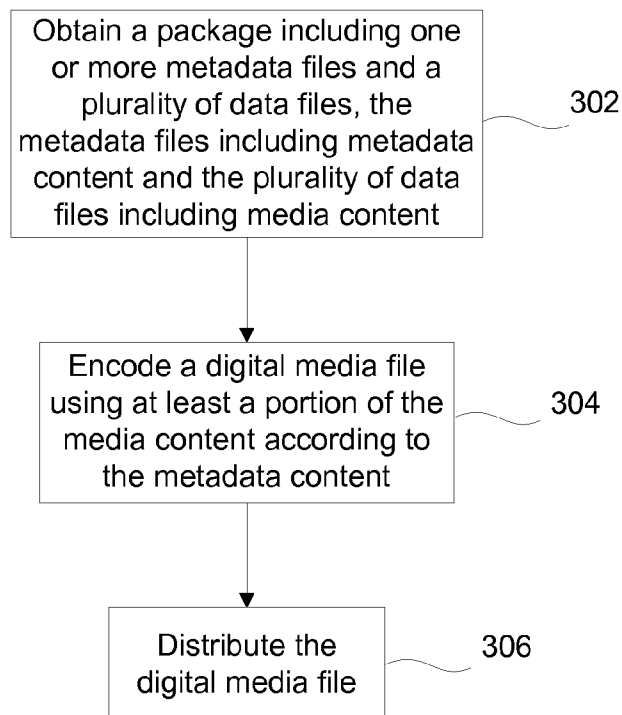 Obtain a package including one
or more metadata files and a
plurality of data files, the
metadata files including metadata
content and the plurality of data
files including media content
302
Encode a digital media file
using at least a portion of the
media content according to
the metadata content
304
Distribute the
digital media file
306